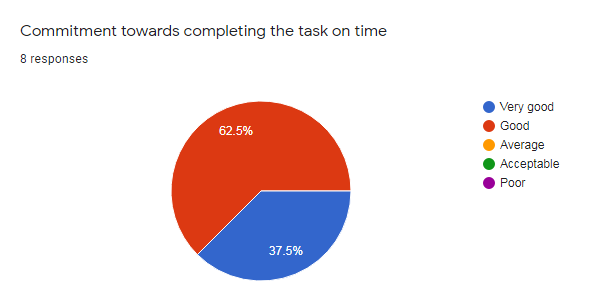 Commitment towards completing the task on time
8 responses
62.5%
37.5%
Very good
Good
Average
Acceptable
Poor